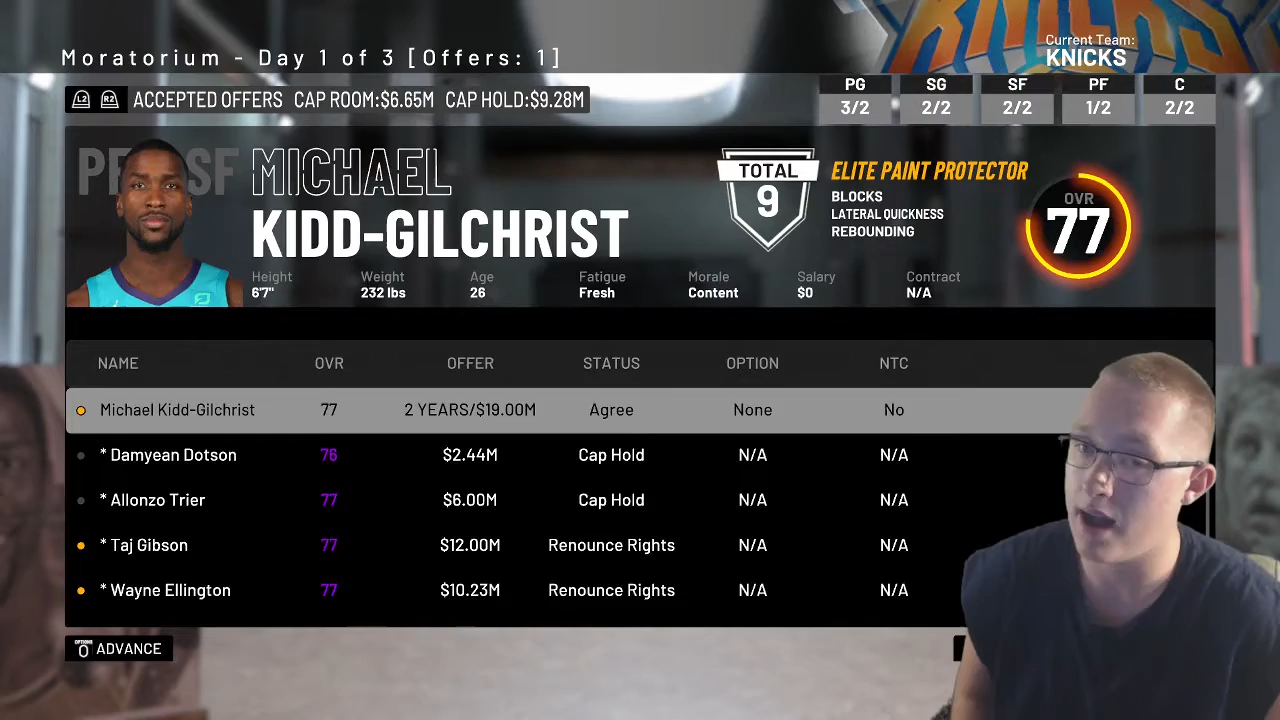 KNICKS
Moratorium - Day 1 of 3 [Offers: 1]
Current Team:
KNICKS
L2 R2 ACCEPTED OFFERS CAP ROOM:$6.65M CAP HOLD:$9.28M
PG SG SF PF C
3/2 2/2 2/2 1/2 2/2
MICHAEL
KIDD-GILCHRIST
TOTAL
9
ELITE PAINT PROTECTOR
BLOCKS
LATERAL QUICKNESS
REBOUNDING
OVR
77
Height Weight Age Fatigue Morale Salary Contract
6'7" 232 lbs 26 Fresh Content $0 N/A
NAME OVR OFFER STATUS OPTION NTC
Michael Kidd-Gilchrist 77 2 YEARS/$19.00M Agree None No
* Damyean Dotson 76 $2.44M Cap Hold N/A N/A
* Allonzo Trier 77 $6.00M Cap Hold N/A N/A
* Taj Gibson 77 $12.00M Renounce Rights N/A N/A
* Wayne Ellington 77 $10.23M Renounce Rights N/A N/A
OPTIONS ADVANCE